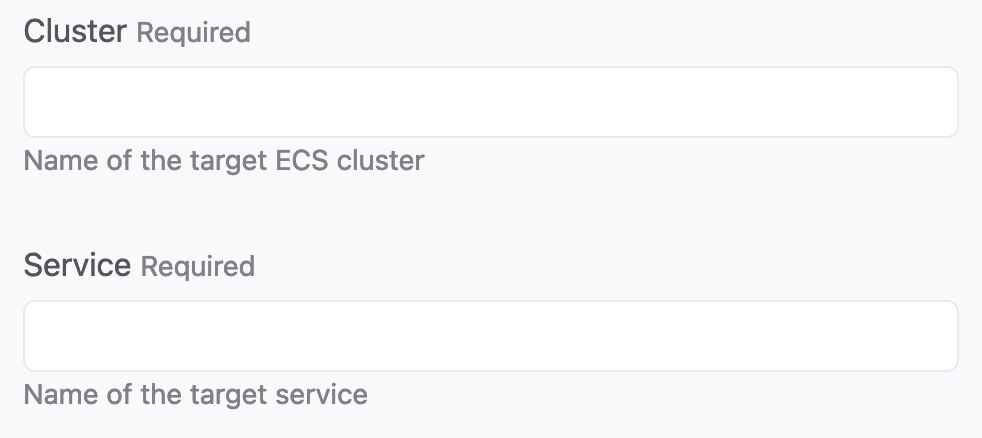 Cluster Required
Name of the target ECS cluster
Service Required
Name of the target service